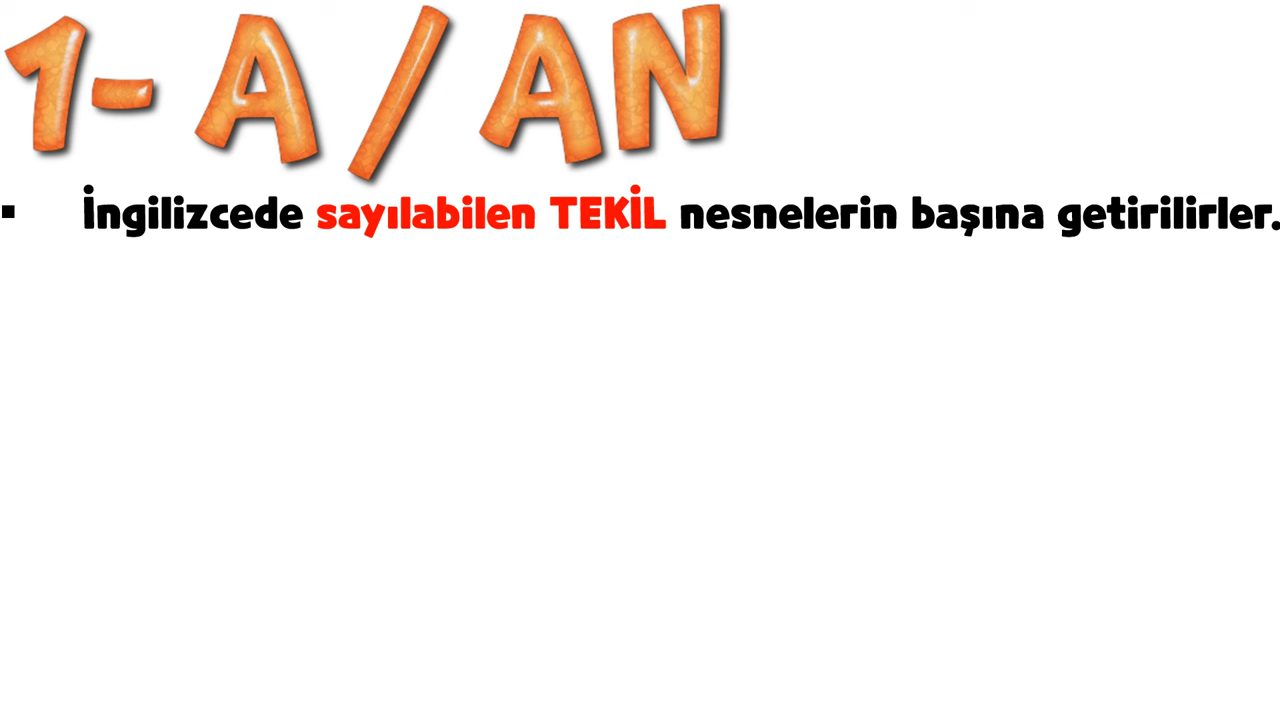 1- A / AN
▪ İngilizcede sayılabilen TEKİL nesnelerin başına getirilirler.